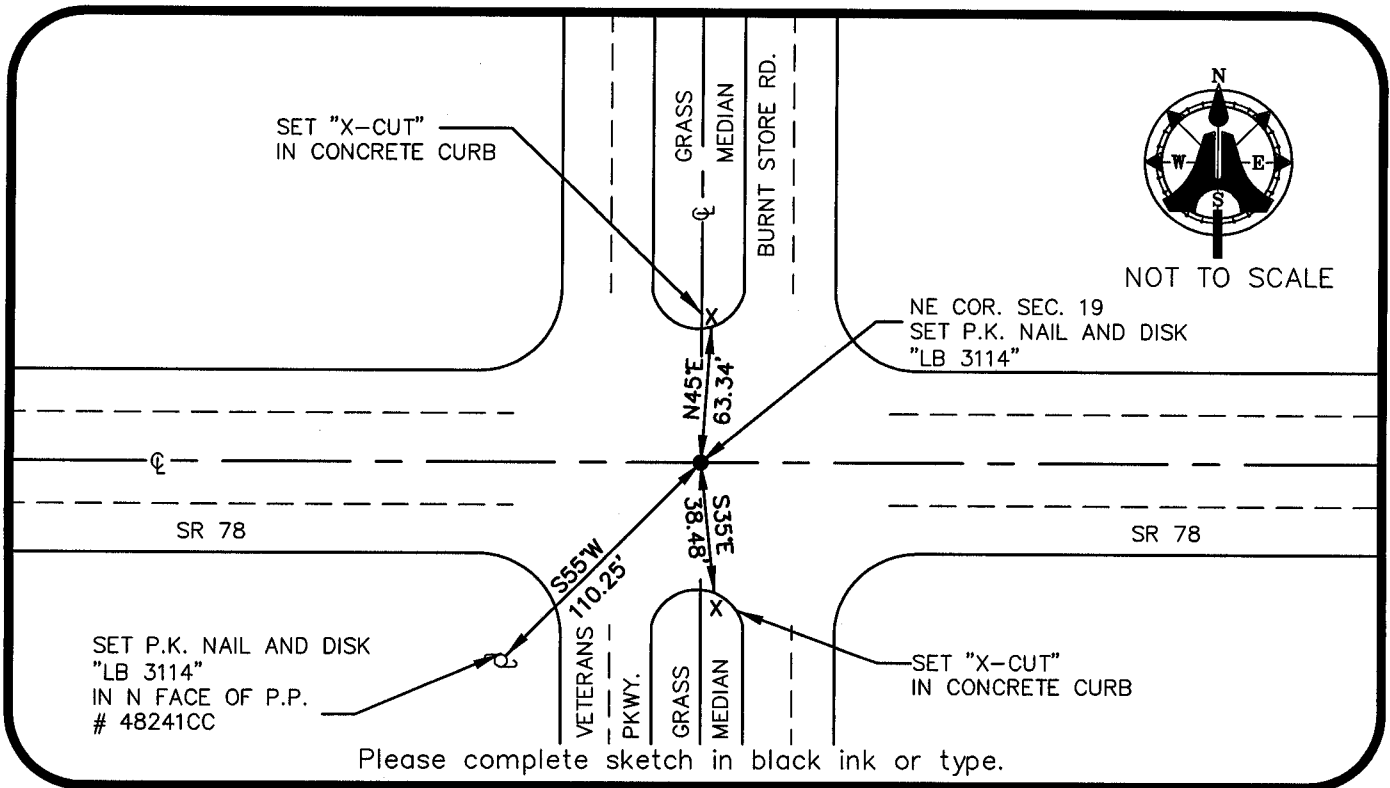 SET "X-CUT"
IN CONCRETE CURB
GRASS
MEDIAN
BURNT STORE RD.
N
W
E
S
NOT TO SCALE
NE COR. SEC. 19
SET P.K. NAIL AND DISK
"LB 3114"
N45°E
63.34'
℄
℄
SR 78
SR 78
S35°E
38.48'
S55°W
110.25'
SET P.K. NAIL AND DISK
"LB 3114"
IN N FACE OF P.P.
# 48241CC
VETERANS
PKWY.
GRASS
MEDIAN
X
X
SET "X-CUT"
IN CONCRETE CURB
Please complete sketch in black ink or type.